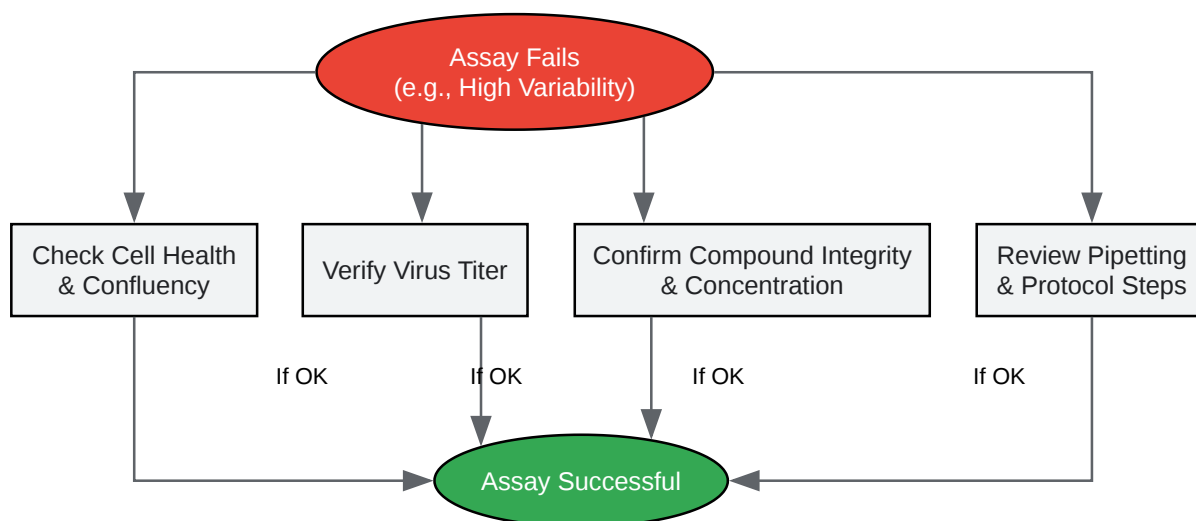 Assay Fails
(e.g., High Variability)
Check Cell Health
& Confluency
Verify Virus Titer
Confirm Compound Integrity
& Concentration
Review Pipetting
& Protocol Steps
If OK
If OK
If OK
If OK
Assay Successful